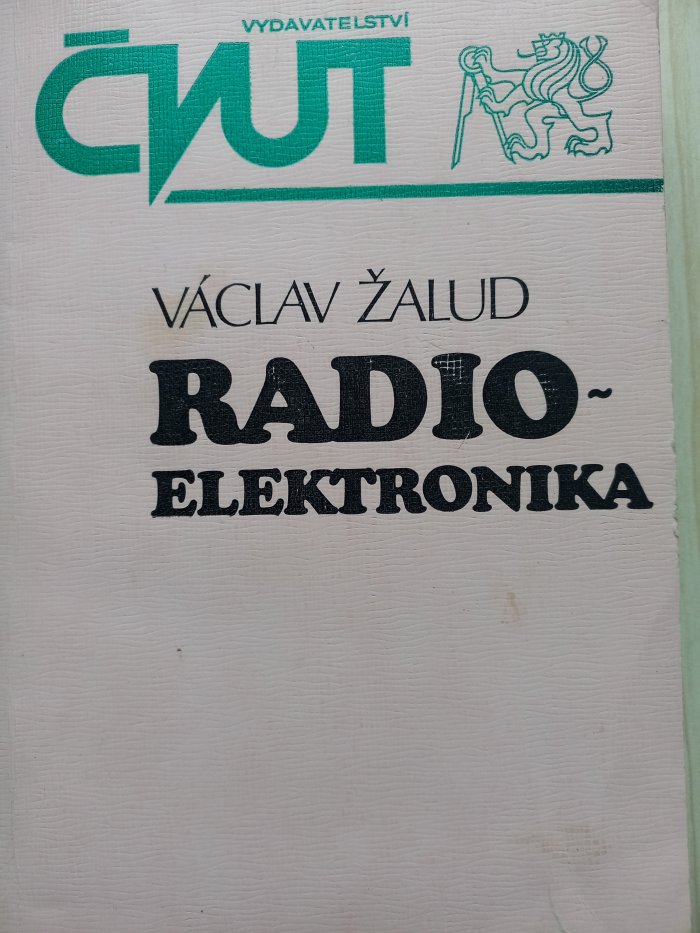 VYDAVATELSTVÍ
ČVUT
VÁCLAV ŽALUD
RADIO~
ELEKTRONIKA